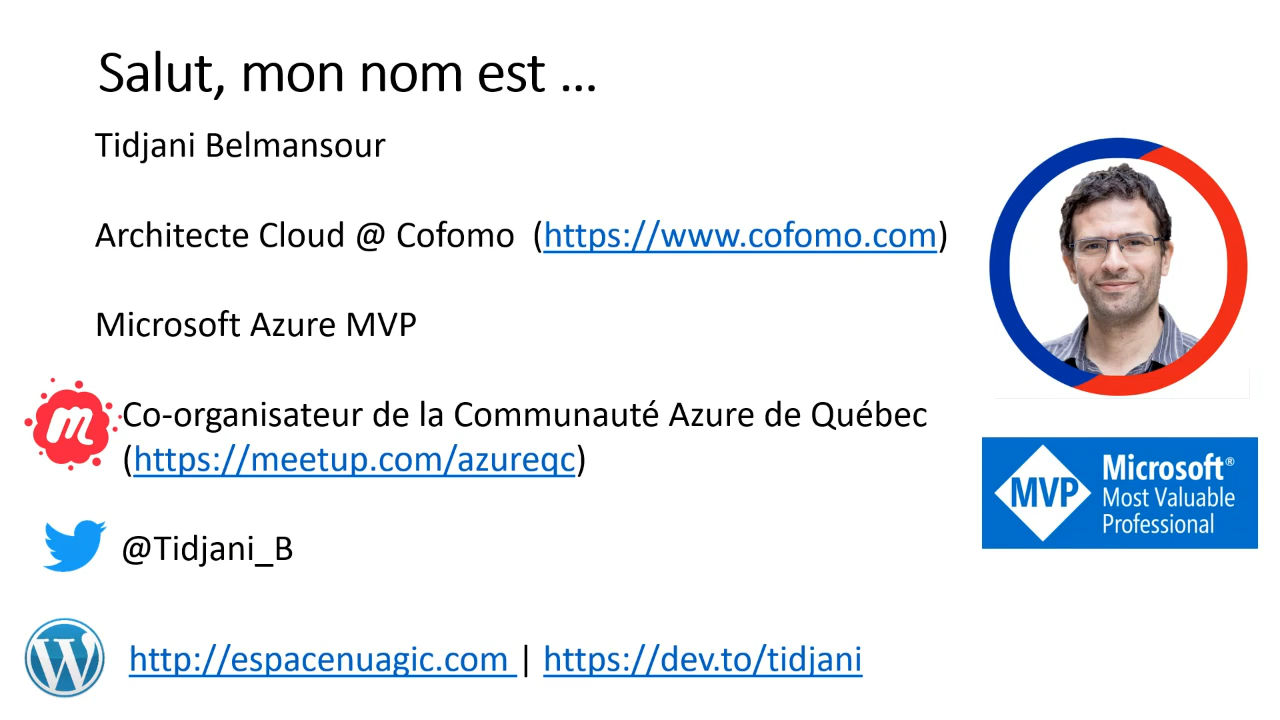 Salut, mon nom est ...
Tidjani Belmansour
Architecte Cloud @ Cofomo (https://www.cofomo.com)
Microsoft Azure MVP
m
Co-organisateur de la Communauté Azure de Québec
(https://meetup.com/azureqc)
@Tidjani_B
W
http://espacenuagic.com | https://dev.to/tidjani
MVP
Microsoft®
Most Valuable
Professional